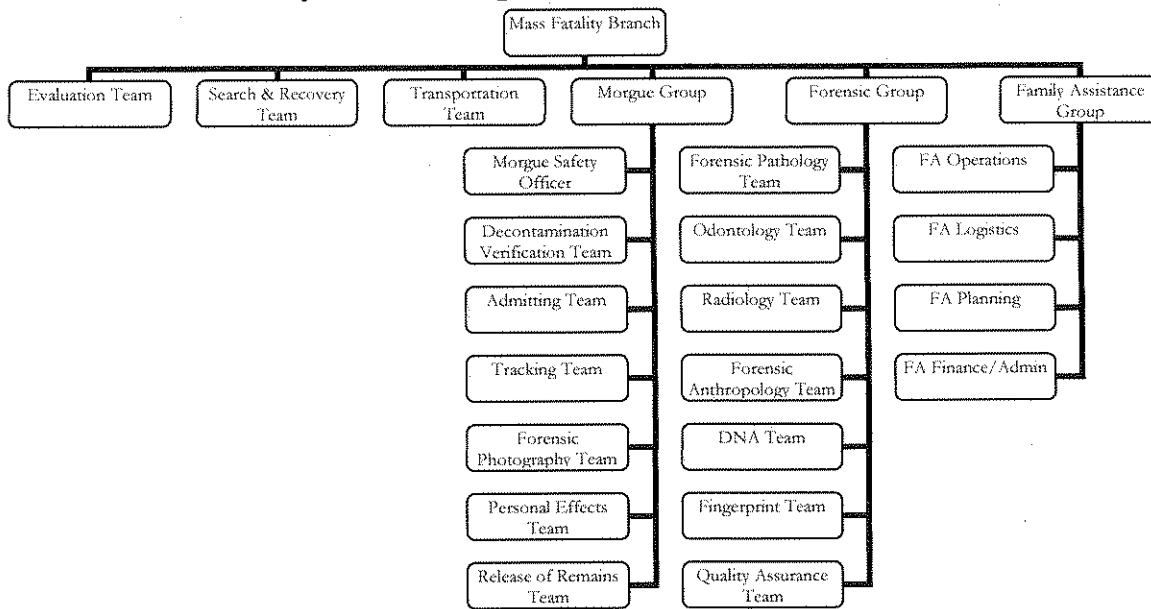 Mass Fatality Branch
Evaluation Team
Search & Recovery
Team
Transportation
Team
Morgue Group
Forensic Group
Family Assistance
Group
Morgue Safety
Officer
Decontamination
Verification Team
Admitting Team
Tracking Team
Forensic
Photography Team
Personal Effects
Team
Release of Remains
Team
Forensic Pathology
Team
Odontology Team
Radiology Team
Forensic
Anthropology Team
DNA Team
Fingerprint Team
Quality Assurance
Team
FA Operations
FA Logistics
FA Planning
FA Finance/Admin